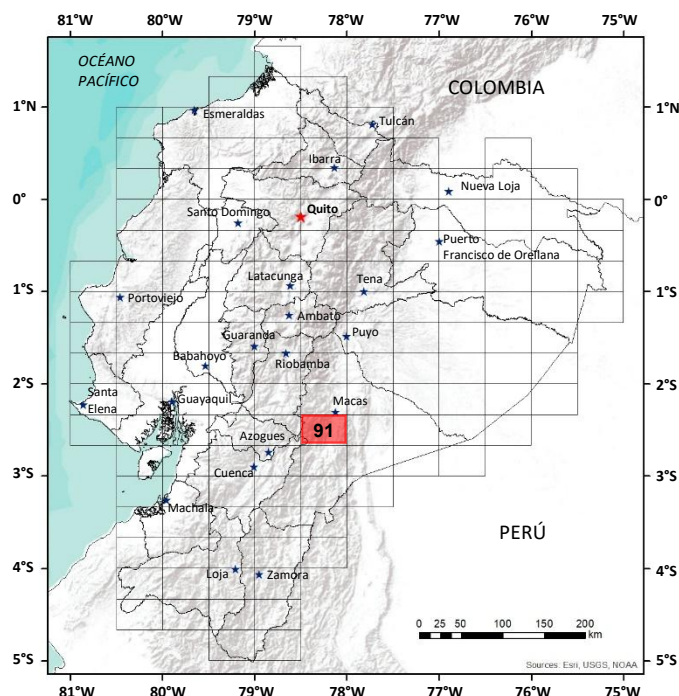 81°W 80°W 79°W 78°W 77°W 76°W 75°W
OCÉANO
PACÍFICO
COLOMBIA
1°N
1°N
Esmeraldas
Tulcán
Ibarra
Nueva Loja
0°
0°
Santo Domingo
Quito
Puerto
Francisco de Orellana
Latacunga
Tena
1°S
1°S
Portoviejo
Ambato
Guaranda
Puyo
Babahoyo
Riobamba
2°S
2°S
Santa
Elena
Guayaquil
Macas
91
Azogues
3°S
3°S
Cuenca
Machala
PERÚ
4°S
4°S
Loja
Zamora
0 25 50 100 150 200
km
5°S
5°S
Sources: Esri, USGS, NOAA
81°W 80°W 79°W 78°W 77°W 76°W 75°W